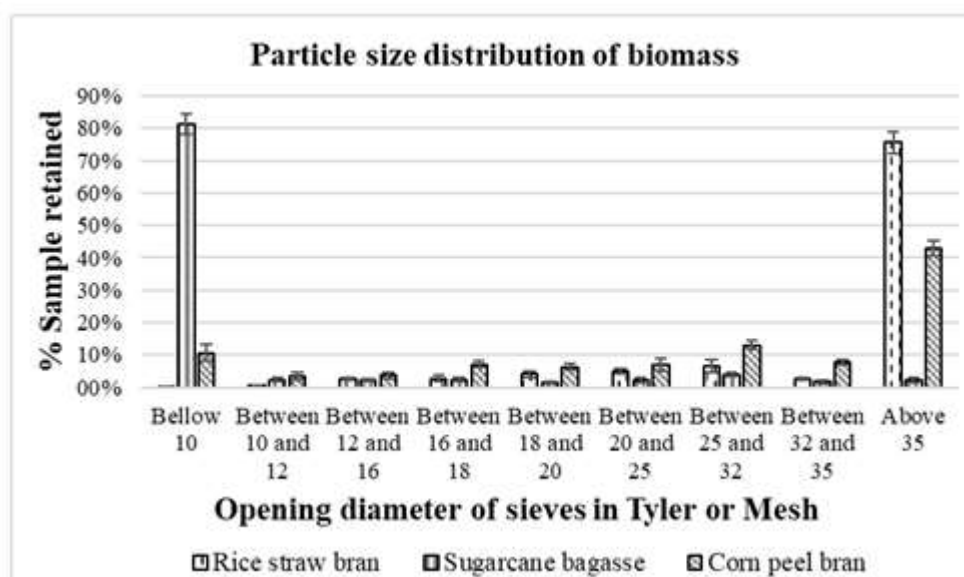 Particle size distribution of biomass
% Sample retained
90%
80%
70%
60%
50%
40%
30%
20%
10%
00%
Bellow 10
Between 10 and 12
Between 12 and 16
Between 16 and 18
Between 18 and 20
Between 20 and 25
Between 25 and 32
Between 32 and 35
Above 35
Opening diameter of sieves in Tyler or Mesh
Rice straw bran
Sugarcane bagasse
Corn peel bran